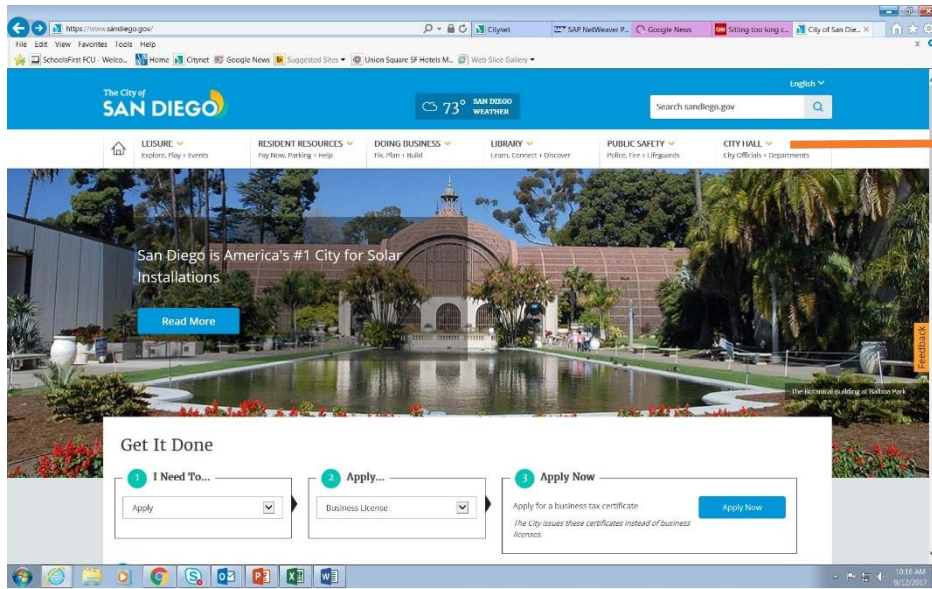 https://www.sandiego.gov/
Citynet
SAP NetWeaver P...
Google News
Sitting too long c...
City of San Die...
File Edit View Favorites Tools Help
SchoolsFirst FCU - Welco...
Home
Citynet
Google News
Suggested Sites
Union Square SF Hotels M...
Web Slice Gallery
English
The City of
SAN DIEGO
73° SAN DIEGO WEATHER
Search sandiego.gov
LEISURE
Explore, Play + Events
RESIDENT RESOURCES
Pay Now, Parking + Help
DOING BUSINESS
Fix, Plan + Build
LIBRARY
Learn, Connect + Discover
PUBLIC SAFETY
Police, Fire + Lifeguards
CITY HALL
City Officials + Departments
San Diego is America's #1 City for Solar
Installations
Read More
Feedback
The Botanical Building at Balboa Park
Get It Done
1 I Need To...
Apply
2 Apply...
Business License
3 Apply Now
Apply for a business tax certificate
The City issues these certificates instead of business
licenses.
Apply Now
10:16 AM
9/12/2017